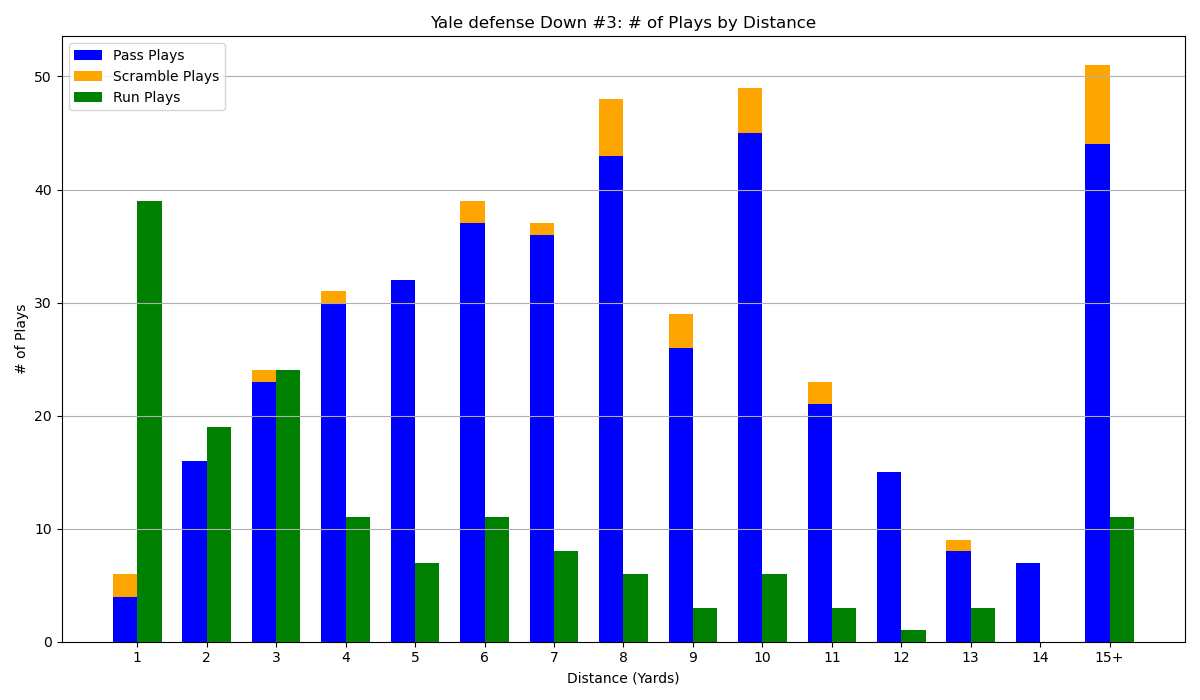 Yale defense Down #3: # of Plays by Distance
Pass Plays
Scramble Plays
Run Plays
# of Plays
50
40
30
20
10
0
1 2 3 4 5 6 7 8 9 10 11 12 13 14 15+
Distance (Yards)